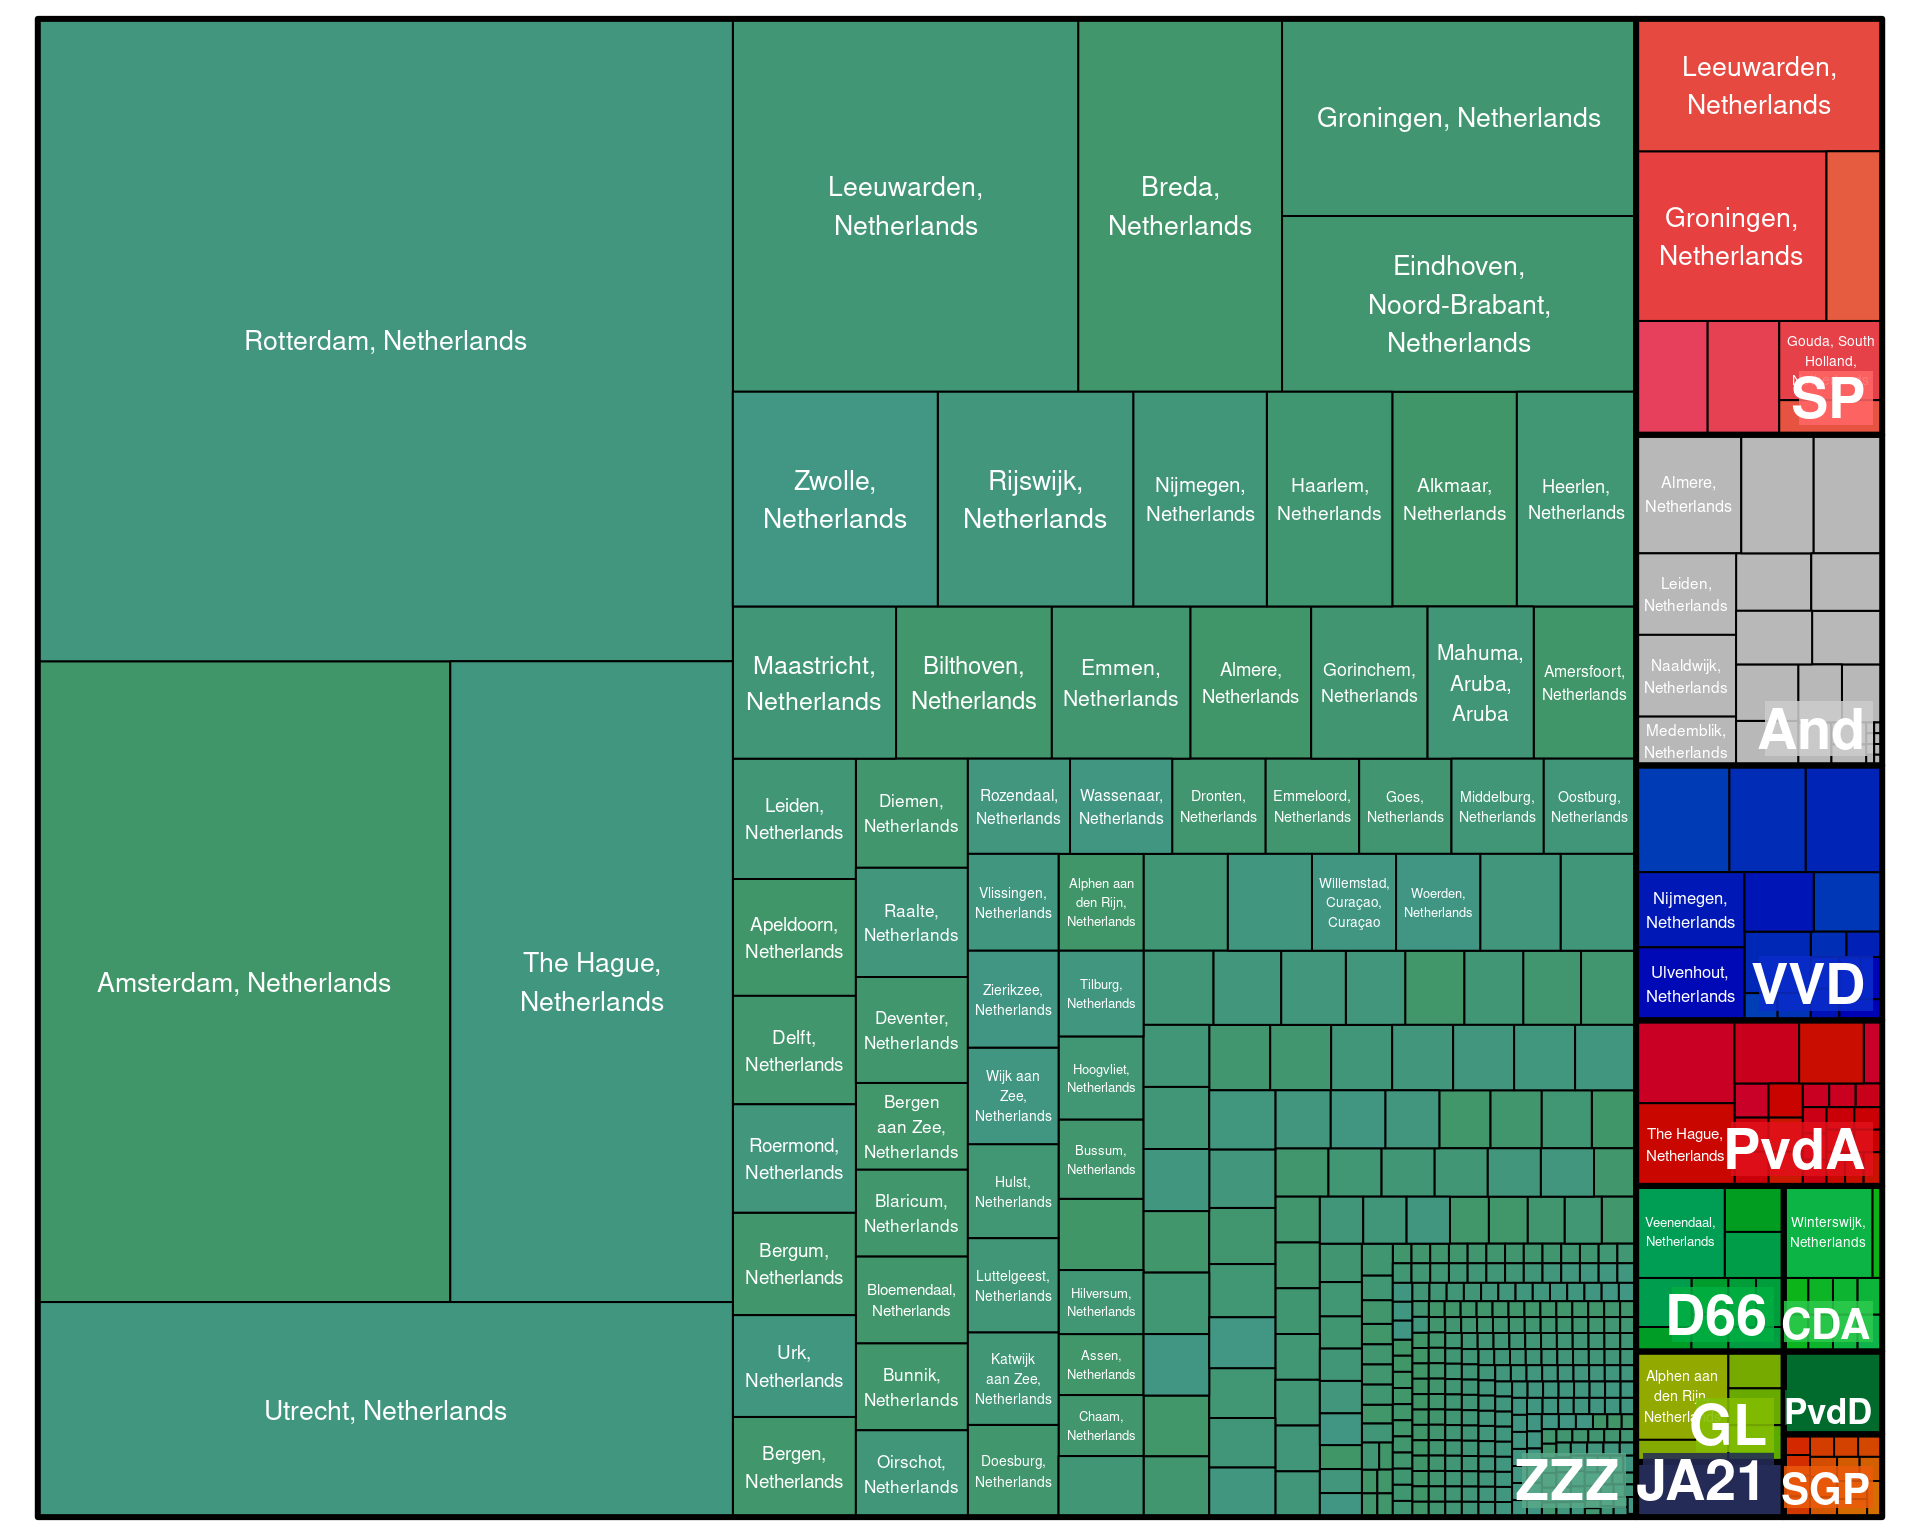 Rotterdam, Netherlands
Amsterdam, Netherlands
The Hague,
Netherlands
Utrecht, Netherlands
Leeuwarden,
Netherlands
Breda,
Netherlands
Groningen, Netherlands
Eindhoven,
Noord-Brabant,
Netherlands
Zwolle,
Netherlands
Rijswijk,
Netherlands
Nijmegen,
Netherlands
Haarlem,
Netherlands
Alkmaar,
Netherlands
Heerlen,
Netherlands
Maastricht,
Netherlands
Bilthoven,
Netherlands
Emmen,
Netherlands
Almere,
Netherlands
Gorinchem,
Netherlands
Mahuma,
Aruba,
Aruba
Amersfoort,
Netherlands
Leiden,
Netherlands
Apeldoorn,
Netherlands
Delft,
Netherlands
Roermond,
Netherlands
Bergum,
Netherlands
Urk,
Netherlands
Bergen,
Netherlands
Diemen,
Netherlands
Raalte,
Netherlands
Deventer,
Netherlands
Bergen
aan Zee,
Netherlands
Blaricum,
Netherlands
Bloemendaal,
Netherlands
Bunnik,
Netherlands
Oirschot,
Netherlands
Rozendaal,
Netherlands
Wassenaar,
Netherlands
Dronten,
Netherlands
Emmeloord,
Netherlands
Goes,
Netherlands
Middelburg,
Netherlands
Oostburg,
Netherlands
Vlissingen,
Netherlands
Zierikzee,
Netherlands
Wijk aan
Zee,
Netherlands
Hulst,
Netherlands
Luttelgeest,
Netherlands
Katwijk
aan Zee,
Netherlands
Doesburg,
Netherlands
Alphen aan
den Rijn,
Netherlands
Tilburg,
Netherlands
Hoogvliet,
Netherlands
Bussum,
Netherlands
Hilversum,
Netherlands
Assen,
Netherlands
Chaam,
Netherlands
Willemstad,
Curaçao,
Curaçao
Woerden,
Netherlands
ZZZ
Leeuwarden,
Netherlands
Groningen,
Netherlands
Gouda, South
Holland,
SP
Almere,
Netherlands
Leiden,
Netherlands
Naaldwijk,
Netherlands
Medemblik,
Netherlands
And
Nijmegen,
Netherlands
Ulvenhout,
Netherlands
VVD
The Hague,
Netherlands
PvdA
Veenendaal,
Netherlands
D66
Winterswijk,
Netherlands
CDA
Alphen aan
den Rijn
GL
PvdD
JA21
SGP